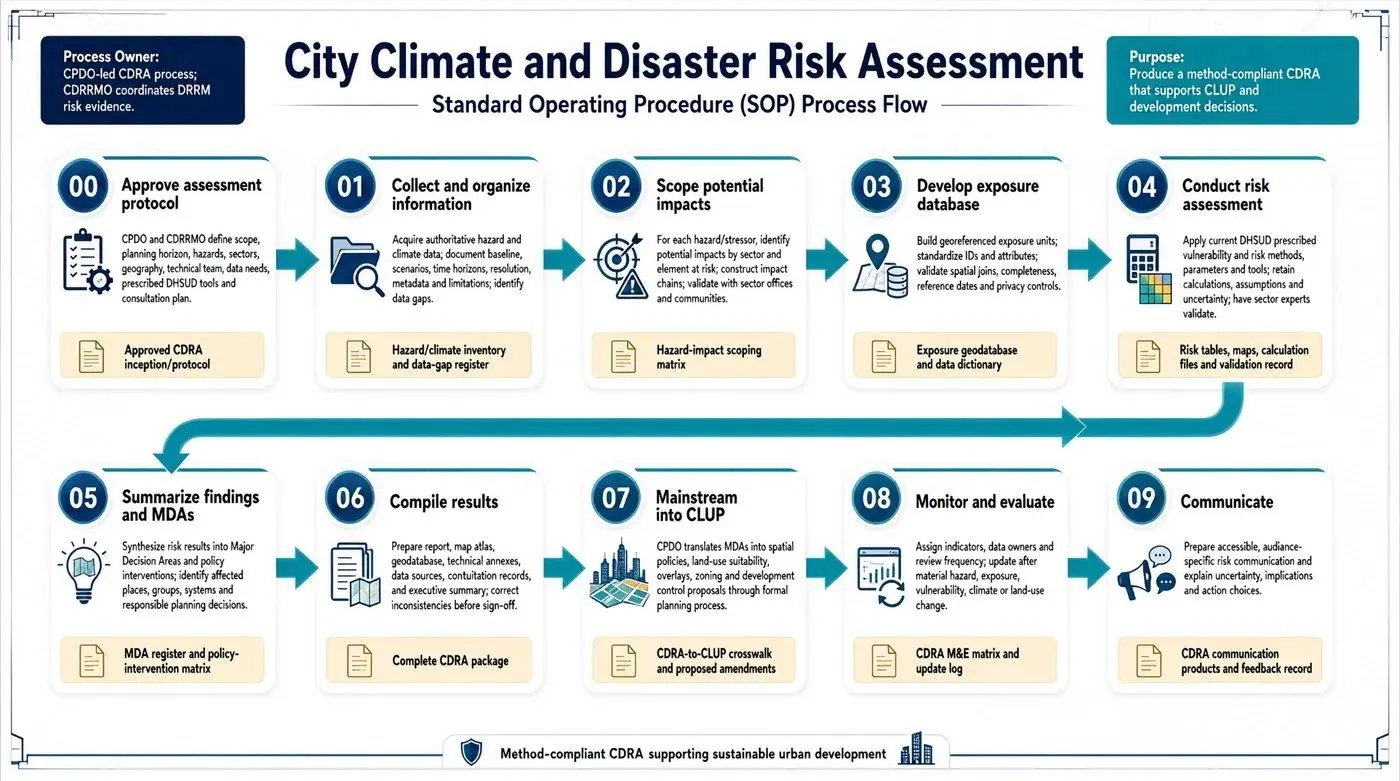 Process Owner:
CPDO-led CDRA process;
CDRRMO coordinates DRRM
risk evidence.
City Climate and Disaster Risk Assessment
Standard Operating Procedure (SOP) Process Flow
Purpose:
Produce a method-compliant CDRA
that supports CLUP and
development decisions.
00
Approve assessment
protocol
CPDO and CDRRMO define scope,
planning horizon, hazards, sectors,
geography, technical team, data needs,
prescribed DHSUD tools and
consultation plan.
Approved CDRA
inception/protocol
01
Collect and organize
information
Acquire authoritative hazard and
climate data; document baseline,
scenarios, time horizons, resolution,
metadata and limitations; identify
data gaps.
Hazard/climate inventory
and data-gap register
02
Scope potential
impacts
For each hazard/stressor, identify
potential impacts by sector and
element at risk; construct impact
chains; validate with sector offices
and communities.
Hazard-impact scoping
matrix
03
Develop exposure
database
Build georeferenced exposure units;
standardize IDs and attributes;
validate spatial joins, completeness,
reference dates and privacy controls.
Exposure geodatabase
and data dictionary
04
Conduct risk
assessment
Apply current DHSUD prescribed
vulnerability and risk methods,
parameters and tools; retain
calculations, assumptions and
uncertainty; have sector experts
validate.
Risk tables, maps, calculation
files and validation record
05
Summarize findings
and MDAs
Synthesize risk results into Major
Decision Areas and policy
interventions; identify affected
places, groups, systems and
responsible planning decisions.
MDA register and policy-
intervention matrix
06
Compile results
Prepare report, map atlas,
geodatabase, technical annexes,
data sources, contuitation records,
and executive summary; correct
inconsistencies before sign-off.
Complete CDRA package
07
Mainstream
into CLUP
CPDO translates MDAs into spatial
policies, land-use suitability,
overlays, zoning and development
control proposals through formal
planning process.
CDRA-to-CLUP crosswalk
and proposed amendments
08
Monitor and evaluate
Assign indicators, data owners and
review frequency; update after
material hazard, exposure,
vulnerability, climate or land-use
change.
CDRA M&E matrix and
update log
09
Communicate
Prepare accessible, audience-
specific risk communication and
explain uncertainty, implications
and action choices.
CDRA communication
products and feedback record
Method-compliant CDRA supporting sustainable urban development